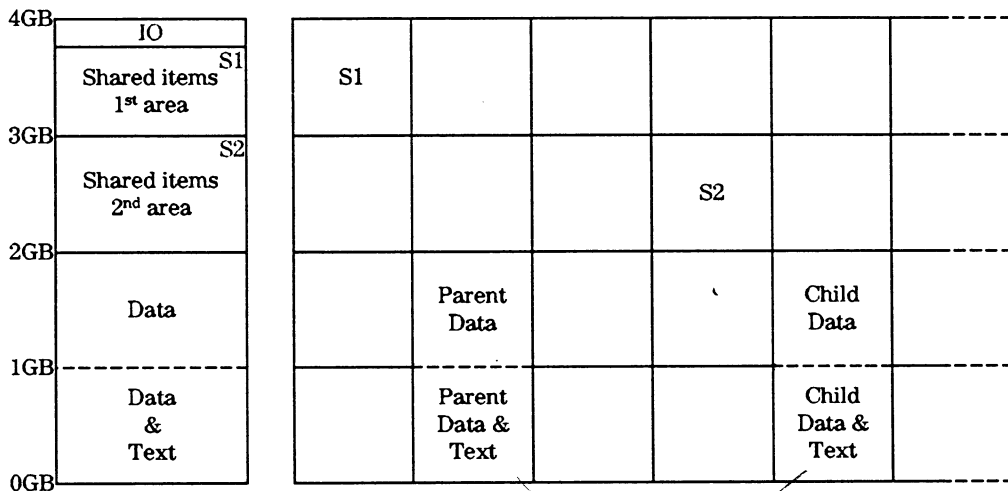 4GB
IO
S1
Shared items
1st area
S1
3GB
S2
Shared items
2nd area
S2
2GB
Data
Parent
Data
Child
Data
1GB
Data
&
Text
Parent
Data &
Text
Child
Data &
Text
0GB